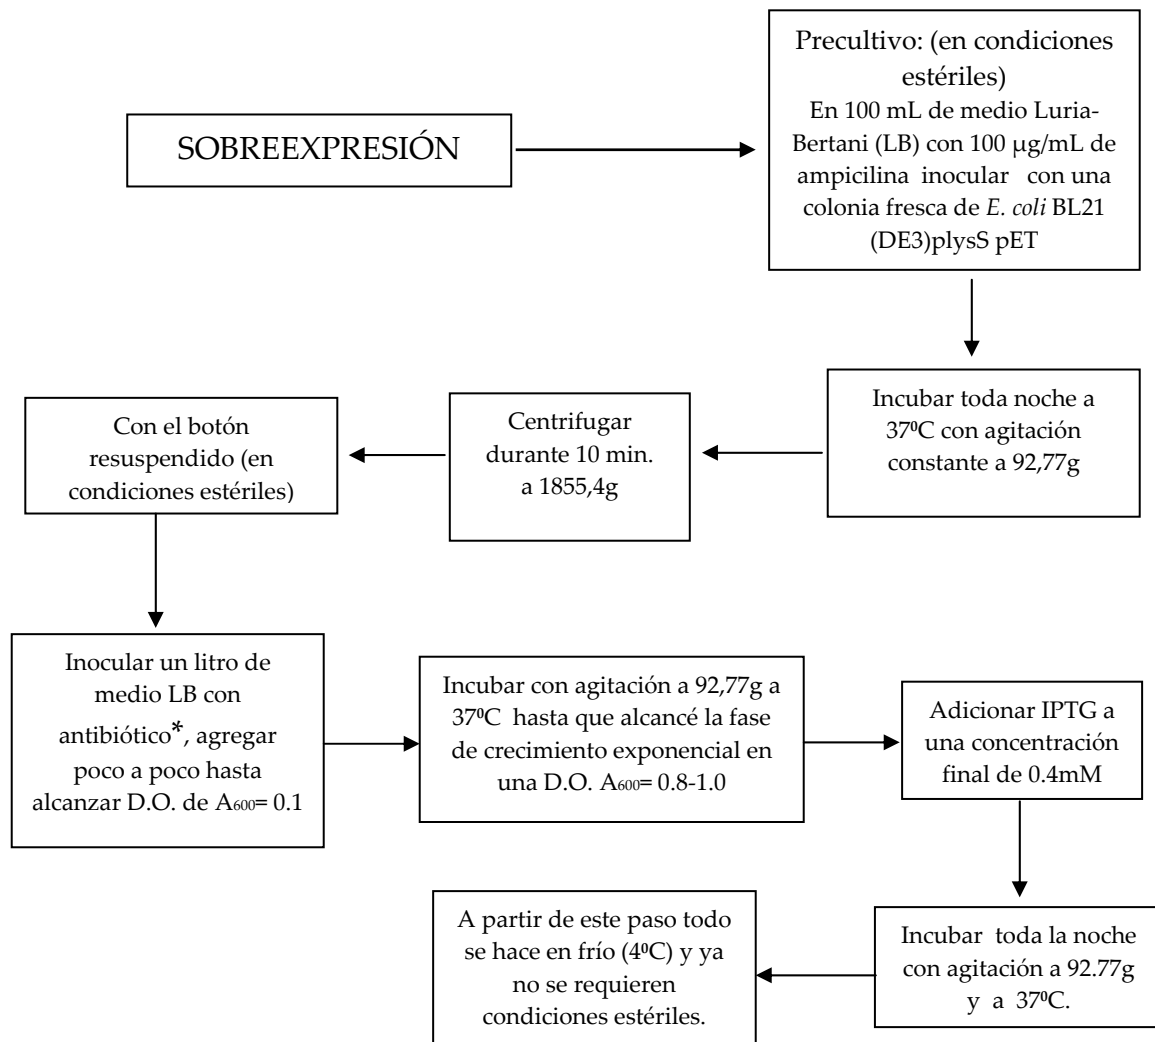 SOBREEXPRESIÓN
Precultivo: (en condiciones
estériles)
En 100 mL de medio Luria-
Bertani (LB) con 100 µg/mL de
ampicilina inocular con una
colonia fresca de E. coli BL21
(DE3)plysS pET
Incubar toda noche a
37⁰C con agitación
constante a 92,77g
Centrifugar
durante 10 min.
a 1855,4g
Con el botón
resuspendido (en
condiciones estériles)
Inocular un litro de
medio LB con
antibiótico*, agregar
poco a poco hasta
alcanzar D.O. de A₆₀₀= 0.1
Incubar con agitación a 92,77g a
37⁰C hasta que alcancé la fase
de crecimiento exponencial en
una D.O. A₆₀₀= 0.8-1.0
Adicionar IPTG a
una concentración
final de 0.4mM
Incubar toda la noche
con agitación a 92.77g
y a 37⁰C.
A partir de este paso todo
se hace en frío (4⁰C) y ya
no se requieren
condiciones estériles.